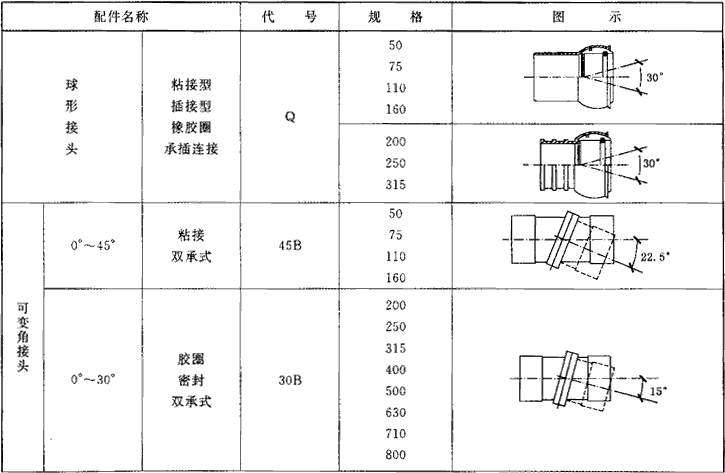 配件名称 代号 规格 图示
球形接头
粘接型
插接型
橡胶圈
承插连接
Q
50
75
110
160
30°
200
250
315
30°
可变角接头
0°～45°
粘接
双承式
45B
50
75
110
160
22.5°
0°～30°
胶圈
密封
双承式
30B
200
250
315
400
500
630
710
800
15°